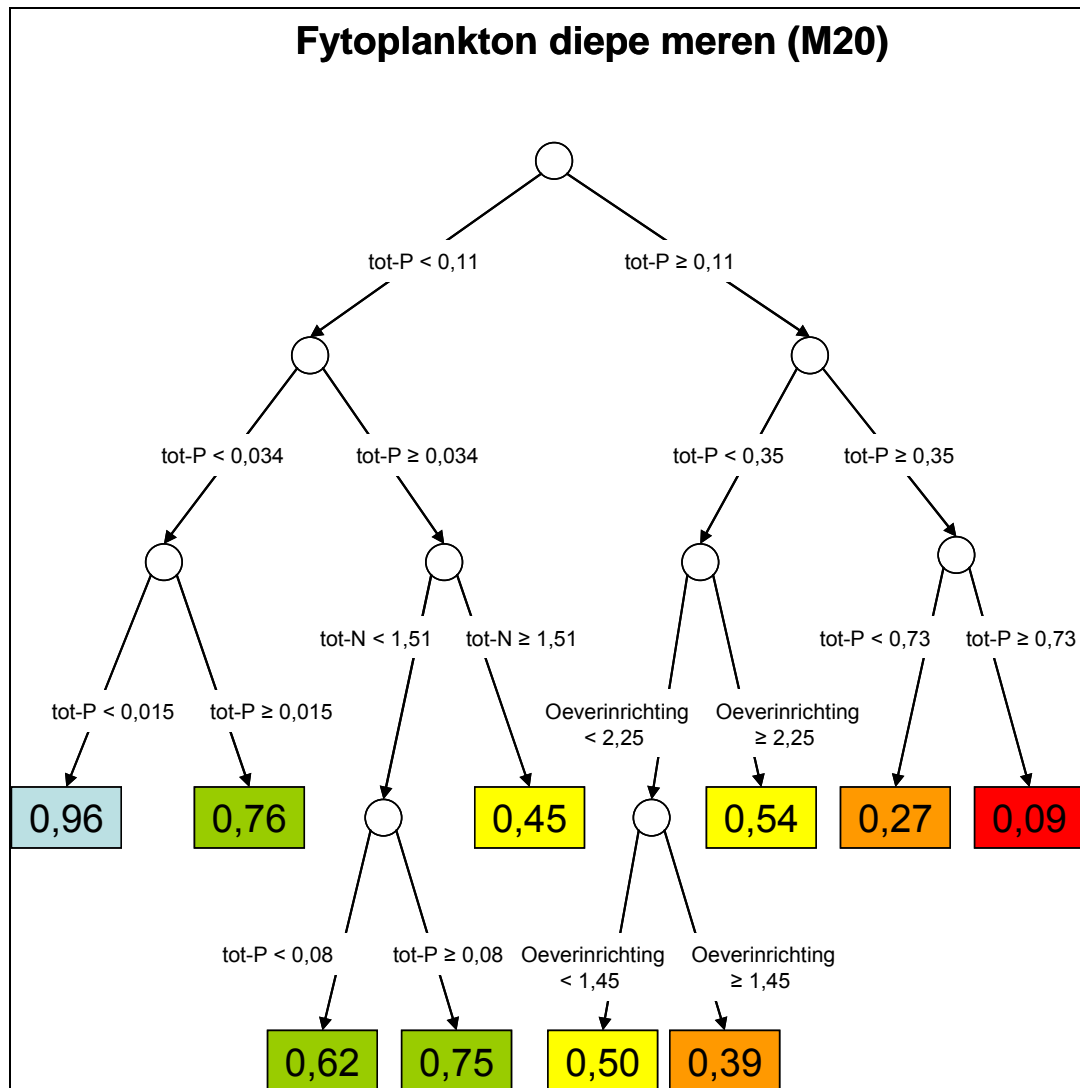 Fytoplankton diepe meren (M20)
tot-P < 0,11
tot-P ≥ 0,11
tot-P < 0,034
tot-P ≥ 0,034
tot-P < 0,35
tot-P ≥ 0,35
tot-N < 1,51
tot-N ≥ 1,51
tot-P < 0,73
tot-P ≥ 0,73
tot-P < 0,015
tot-P ≥ 0,015
Oeverinrichting
< 2,25
Oeverinrichting
≥ 2,25
0,96
0,76
0,45
0,54
0,27
0,09
tot-P < 0,08
tot-P ≥ 0,08
Oeverinrichting
< 1,45
Oeverinrichting
≥ 1,45
0,62
0,75
0,50
0,39